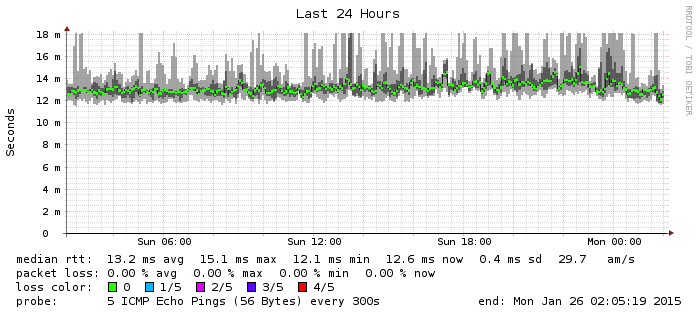 Last 24 Hours
RRDTOOL / TOBI OETIKER
Seconds
18 m
16 m
14 m
12 m
10 m
8 m
6 m
4 m
2 m
0
Sun 06:00 Sun 12:00 Sun 18:00 Mon 00:00
median rtt: 13.2 ms avg 15.1 ms max 12.1 ms min 12.6 ms now 0.4 ms sd 29.7 am/s
packet loss: 0.00 % avg 0.00 % max 0.00 % min 0.00 % now
loss color: 0 1/5 2/5 3/5 4/5
probe: 5 ICMP Echo Pings (56 Bytes) every 300s end: Mon Jan 26 02:05:19 2015